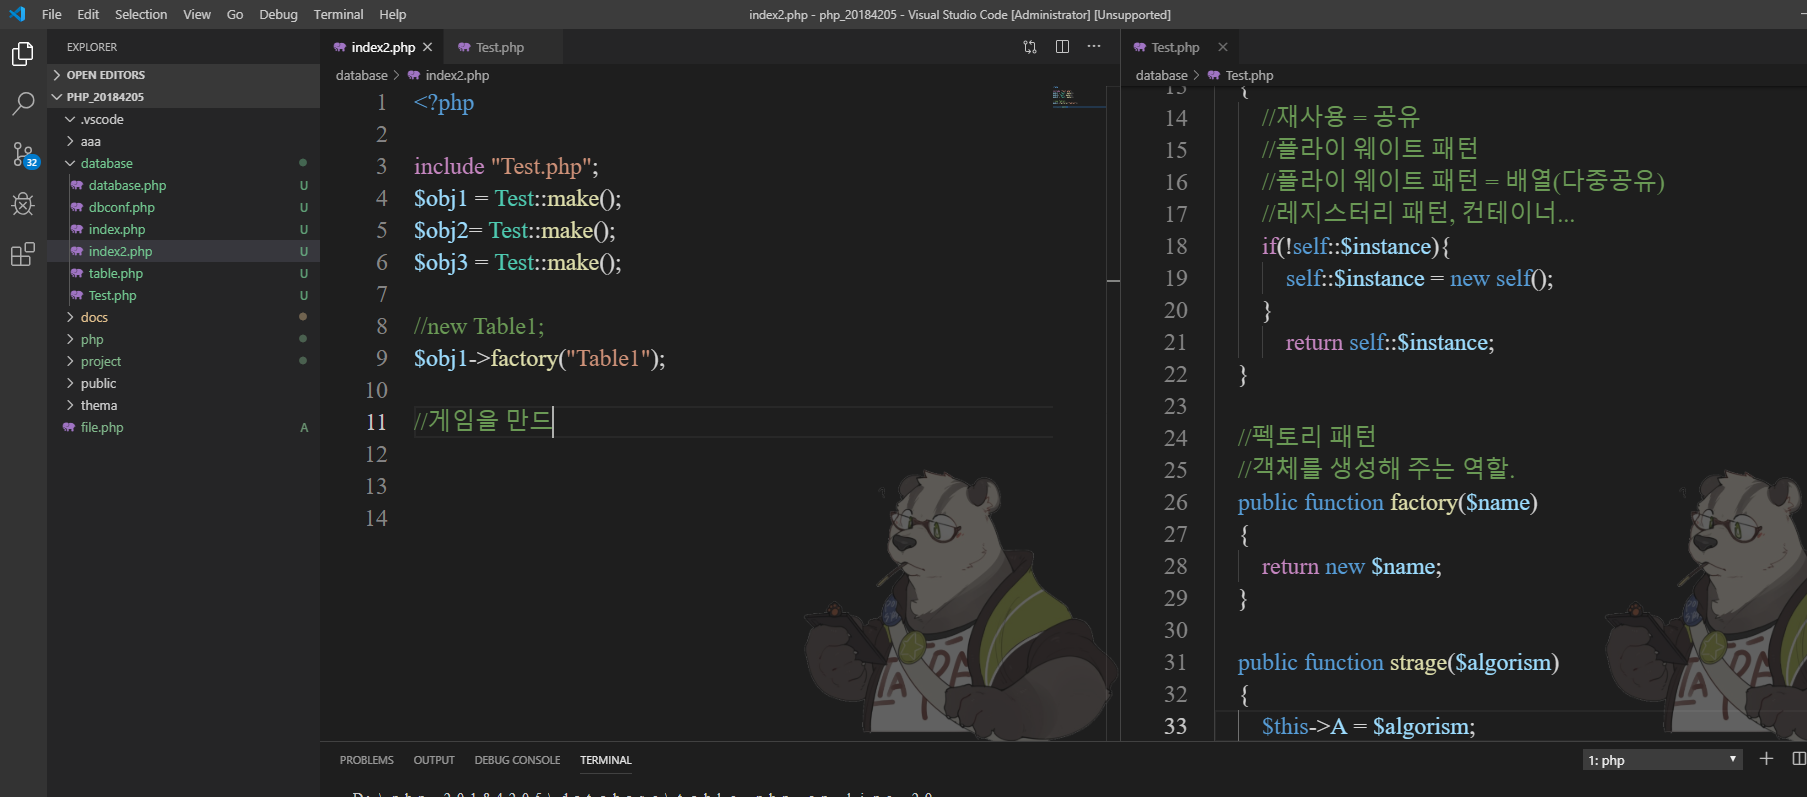 File Edit Selection View Go Debug Terminal Help
index2.php - php_20184205 - Visual Studio Code [Administrator] [Unsupported]
EXPLORER
OPEN EDITORS
PHP_20184205
.vscode
aaa
database
database.php U
dbconf.php U
index.php U
index2.php U
table.php U
Test.php U
docs
php
project
public
thema
file.php A
32
index2.php Test.php
database > index2.php
1 <?php
2
3 include "Test.php";
4 $obj1 = Test::make();
5 $obj2= Test::make();
6 $obj3 = Test::make();
7
8 //new Table1;
9 $obj1->factory("Table1");
10
11 //게임을 만드
12
13
14
Test.php
database > Test.php
15 {
14 //재사용 = 공유
15 //플라이 웨이트 패턴
16 //플라이 웨이트 패턴 = 배열(다중공유)
17 //레지스터리 패턴, 컨테이너...
18 if(!self::$instance){
19 self::$instance = new self();
20 }
21 return self::$instance;
22 }
23
24 //펙토리 패턴
25 //객체를 생성해 주는 역할.
26 public function factory($name)
27 {
28 return new $name;
29 }
30
31 public function strage($algorism)
32 {
33 $this->A = $algorism;
PROBLEMS OUTPUT DEBUG CONSOLE TERMINAL
1: php